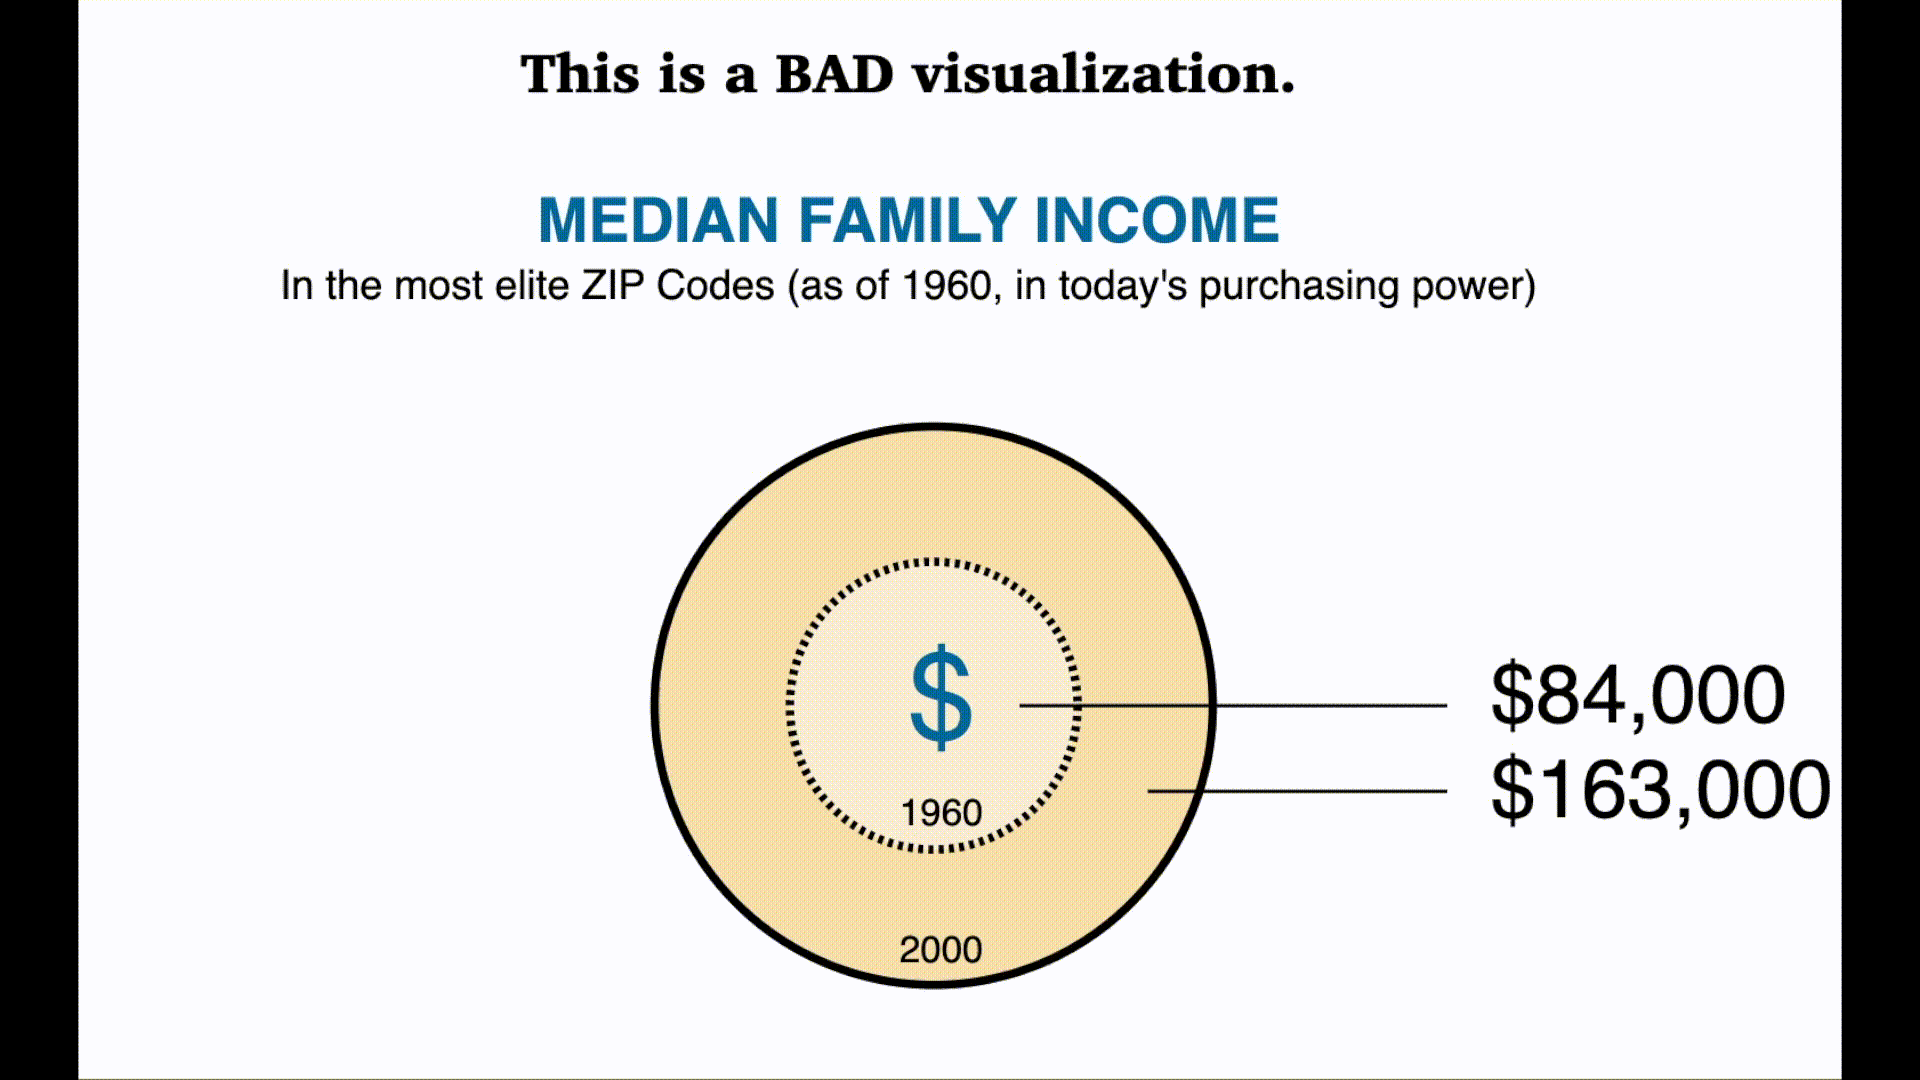 This is a BAD visualization.
MEDIAN FAMILY INCOME
In the most elite ZIP Codes (as of 1960, in today's purchasing power)
$
$84,000
$163,000
1960
2000